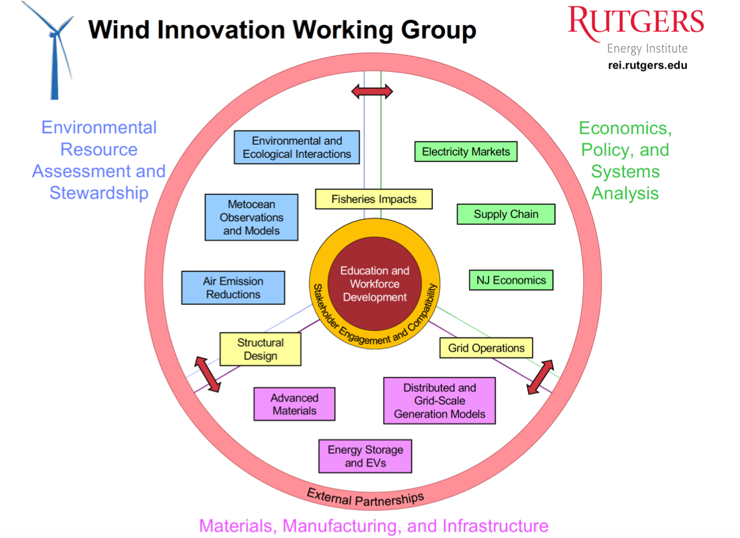 Wind Innovation Working Group
RUTGERS
Energy Institute
rei.rutgers.edu
Environmental
Resource
Assessment and
Stewardship
Economics,
Policy, and
Systems
Analysis
Environmental and
Ecological Interactions
Electricity Markets
Fisheries Impacts
Metocean
Observations
and Models
Supply Chain
Air Emission
Reductions
Education and
Workforce
Development
NJ Economics
Stakeholder Engagement and Compatibility
Structural
Design
Grid Operations
Advanced
Materials
Distributed and
Grid-Scale
Generation Models
Energy Storage
and EVs
External Partnerships
Materials, Manufacturing, and Infrastructure